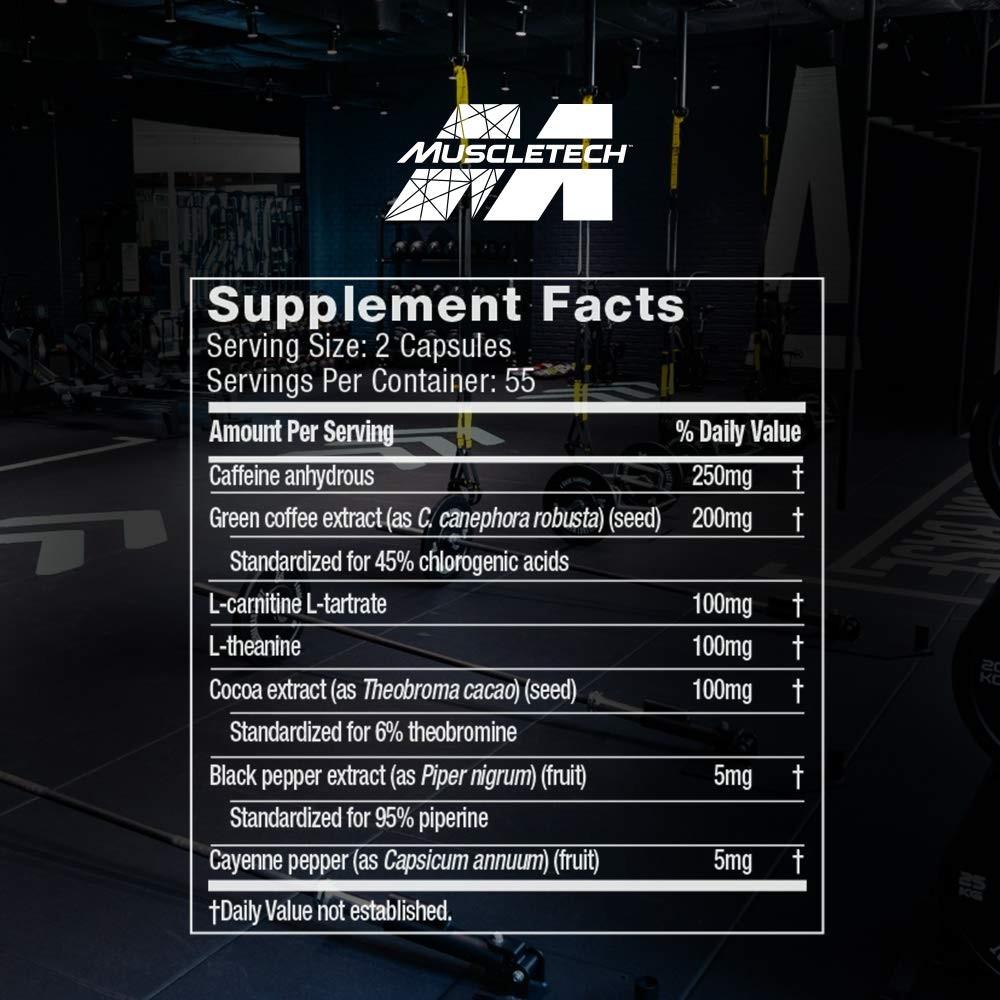 MUSCLETECH™
Supplement Facts
Serving Size: 2 Capsules
Servings Per Container: 55
Amount Per Serving % Daily Value
Caffeine anhydrous 250mg †
Green coffee extract (as C. canephora robusta) (seed) 200mg †
Standardized for 45% chlorogenic acids
L-carnitine L-tartrate 100mg †
L-theanine 100mg †
Cocoa extract (as Theobroma cacao) (seed) 100mg †
Standardized for 6% theobromine
Black pepper extract (as Piper nigrum) (fruit) 5mg †
Standardized for 95% piperine
Cayenne pepper (as Capsicum annuum) (fruit) 5mg †
†Daily Value not established.